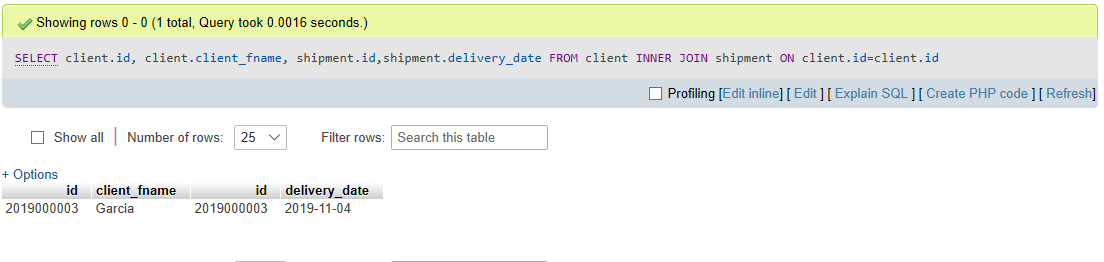 Showing rows 0 - 0 (1 total, Query took 0.0016 seconds.)
SELECT client.id, client.client_fname, shipment.id,shipment.delivery_date FROM client INNER JOIN shipment ON client.id=client.id
Profiling [Edit inline] [ Edit ] [ Explain SQL ] [ Create PHP code ] [ Refresh]
Show all | Number of rows: 25 Filter rows: Search this table
+ Options
id client_fname id delivery_date
2019000003 Garcia 2019000003 2019-11-04